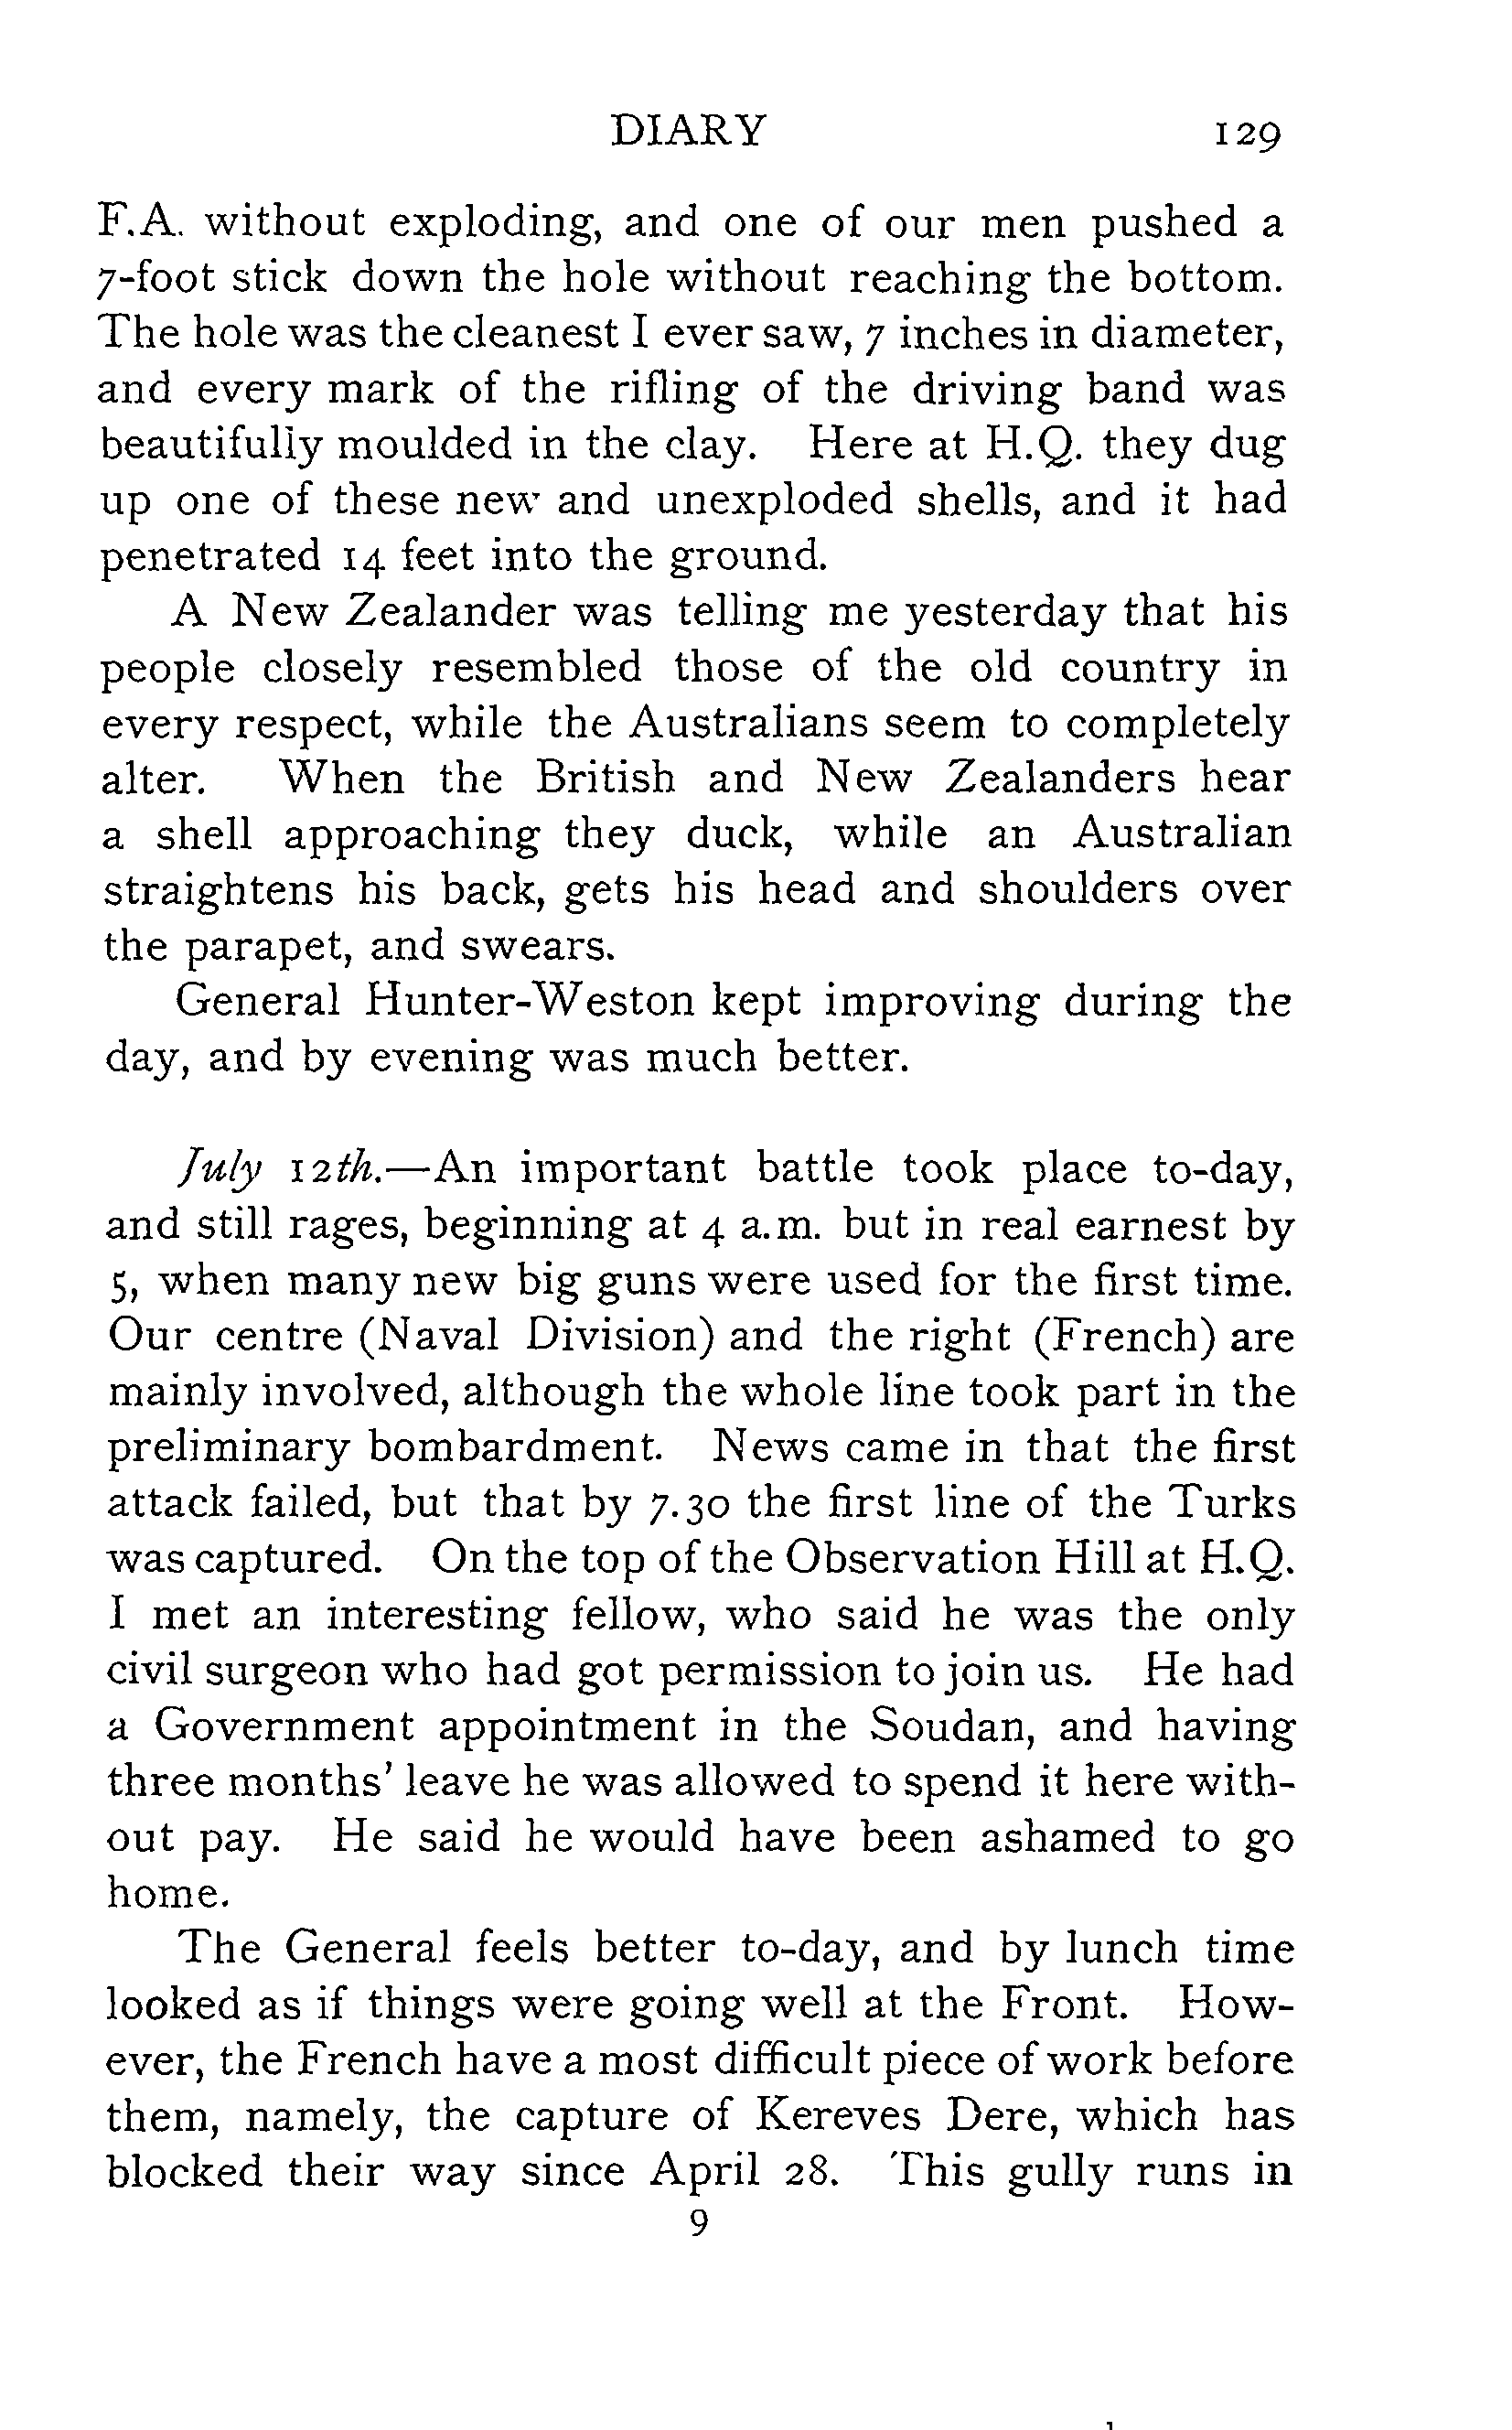 DIARY 129
F.A. without exploding, and one of our men pushed a
7-foot stick down the hole without reaching the bottom.
The hole was the cleanest I ever saw, 7 inches in diameter,
and every mark of the rifling of the driving band was
beautifully moulded in the clay. Here at H.Q. they dug
up one of these new and unexploded shells, and it had
penetrated 14 feet into the ground.
A New Zealander was telling me yesterday that his
people closely resembled those of the old country in
every respect, while the Australians seem to completely
alter. When the British and New Zealanders hear
a shell approaching they duck, while an Australian
straightens his back, gets his head and shoulders over
the parapet, and swears.
General Hunter-Weston kept improving during the
day, and by evening was much better.
July 12th.—An important battle took place to-day,
and still rages, beginning at 4 a.m. but in real earnest by
5, when many new big guns were used for the first time.
Our centre (Naval Division) and the right (French) are
mainly involved, although the whole line took part in the
preliminary bombardment. News came in that the first
attack failed, but that by 7.30 the first line of the Turks
was captured. On the top of the Observation Hill at H.Q.
I met an interesting fellow, who said he was the only
civil surgeon who had got permission to join us. He had
a Government appointment in the Soudan, and having
three months' leave he was allowed to spend it here with-
out pay. He said he would have been ashamed to go
home.
The General feels better to-day, and by lunch time
looked as if things were going well at the Front. How-
ever, the French have a most difficult piece of work before
them, namely, the capture of Kereves Dere, which has
blocked their way since April 28. This gully runs in
9